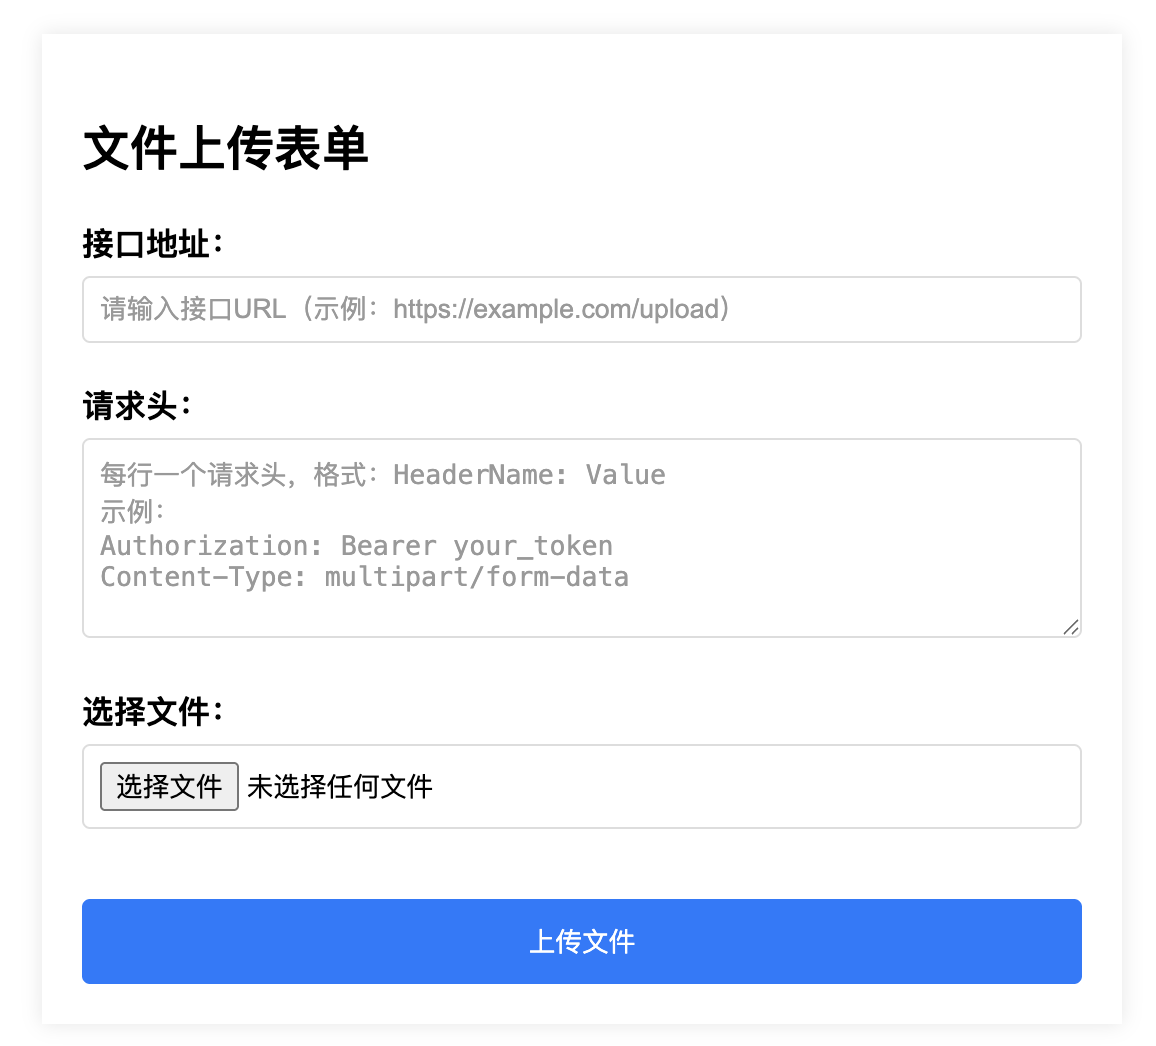 文件上传表单
接口地址：
请输入接口URL（示例：https://example.com/upload）
请求头：
每行一个请求头，格式：HeaderName: Value
示例：
Authorization: Bearer your_token
Content-Type: multipart/form-data
选择文件：
选择文件 未选择任何文件
上传文件